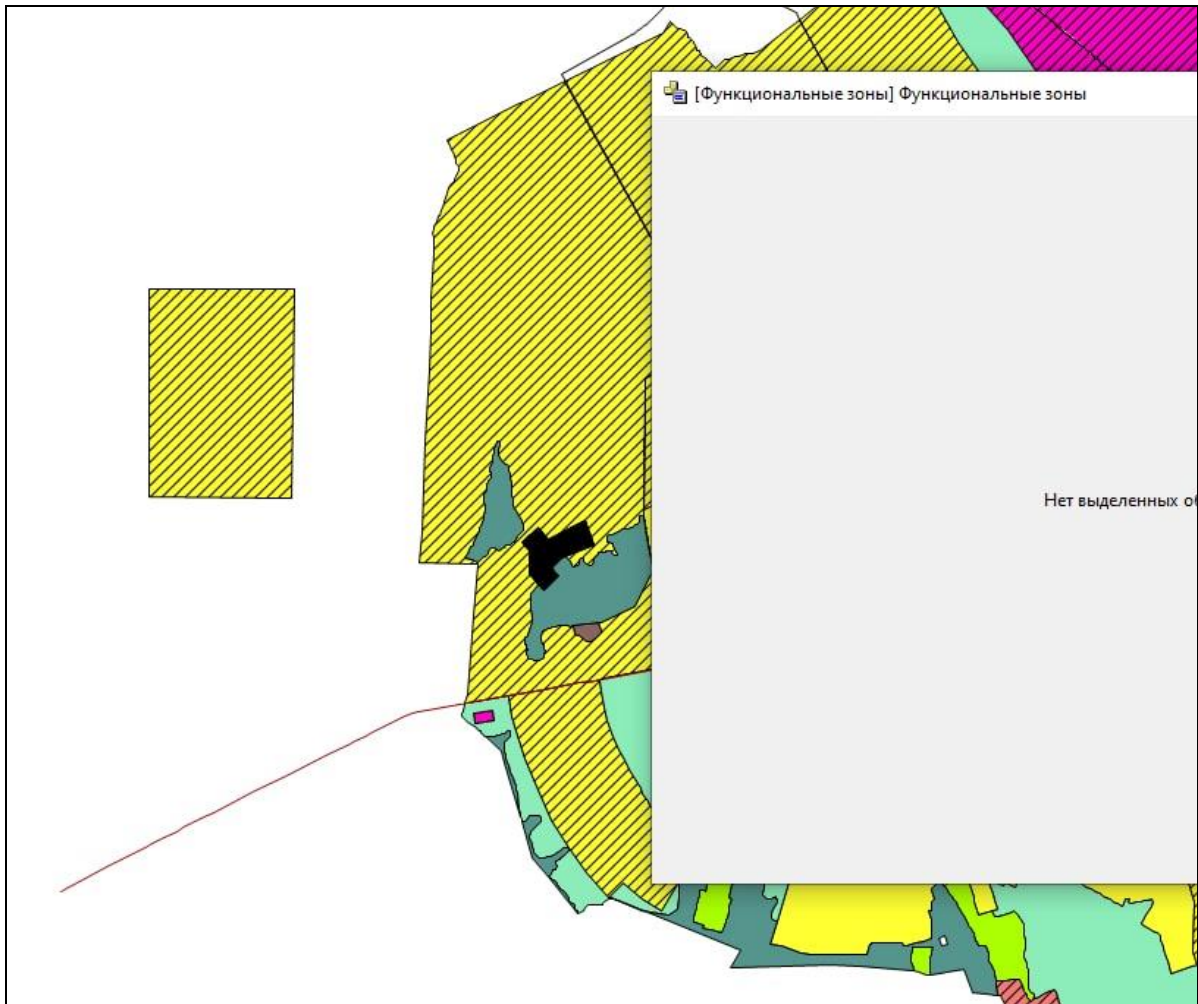 [Функциональные зоны] Функциональные зоны
Нет выделенных